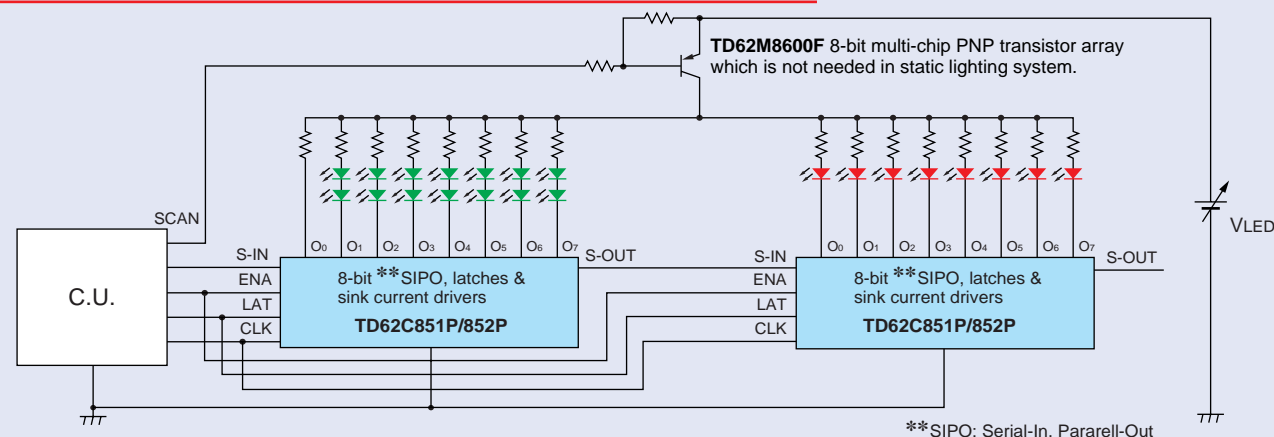 TD62M8600F 8-bit multi-chip PNP transistor array
which is not needed in static lighting system.
SCAN
VLED
C.U.
S-IN
ENA
LAT
CLK
O0 O1 O2 O3 O4 O5 O6 O7
8-bit **SIPO, latches &
sink current drivers
TD62C851P/852P
S-OUT
S-IN
ENA
LAT
CLK
O0 O1 O2 O3 O4 O5 O6 O7
8-bit **SIPO, latches &
sink current drivers
TD62C851P/852P
S-OUT
**SIPO: Serial-In, Pararell-Out